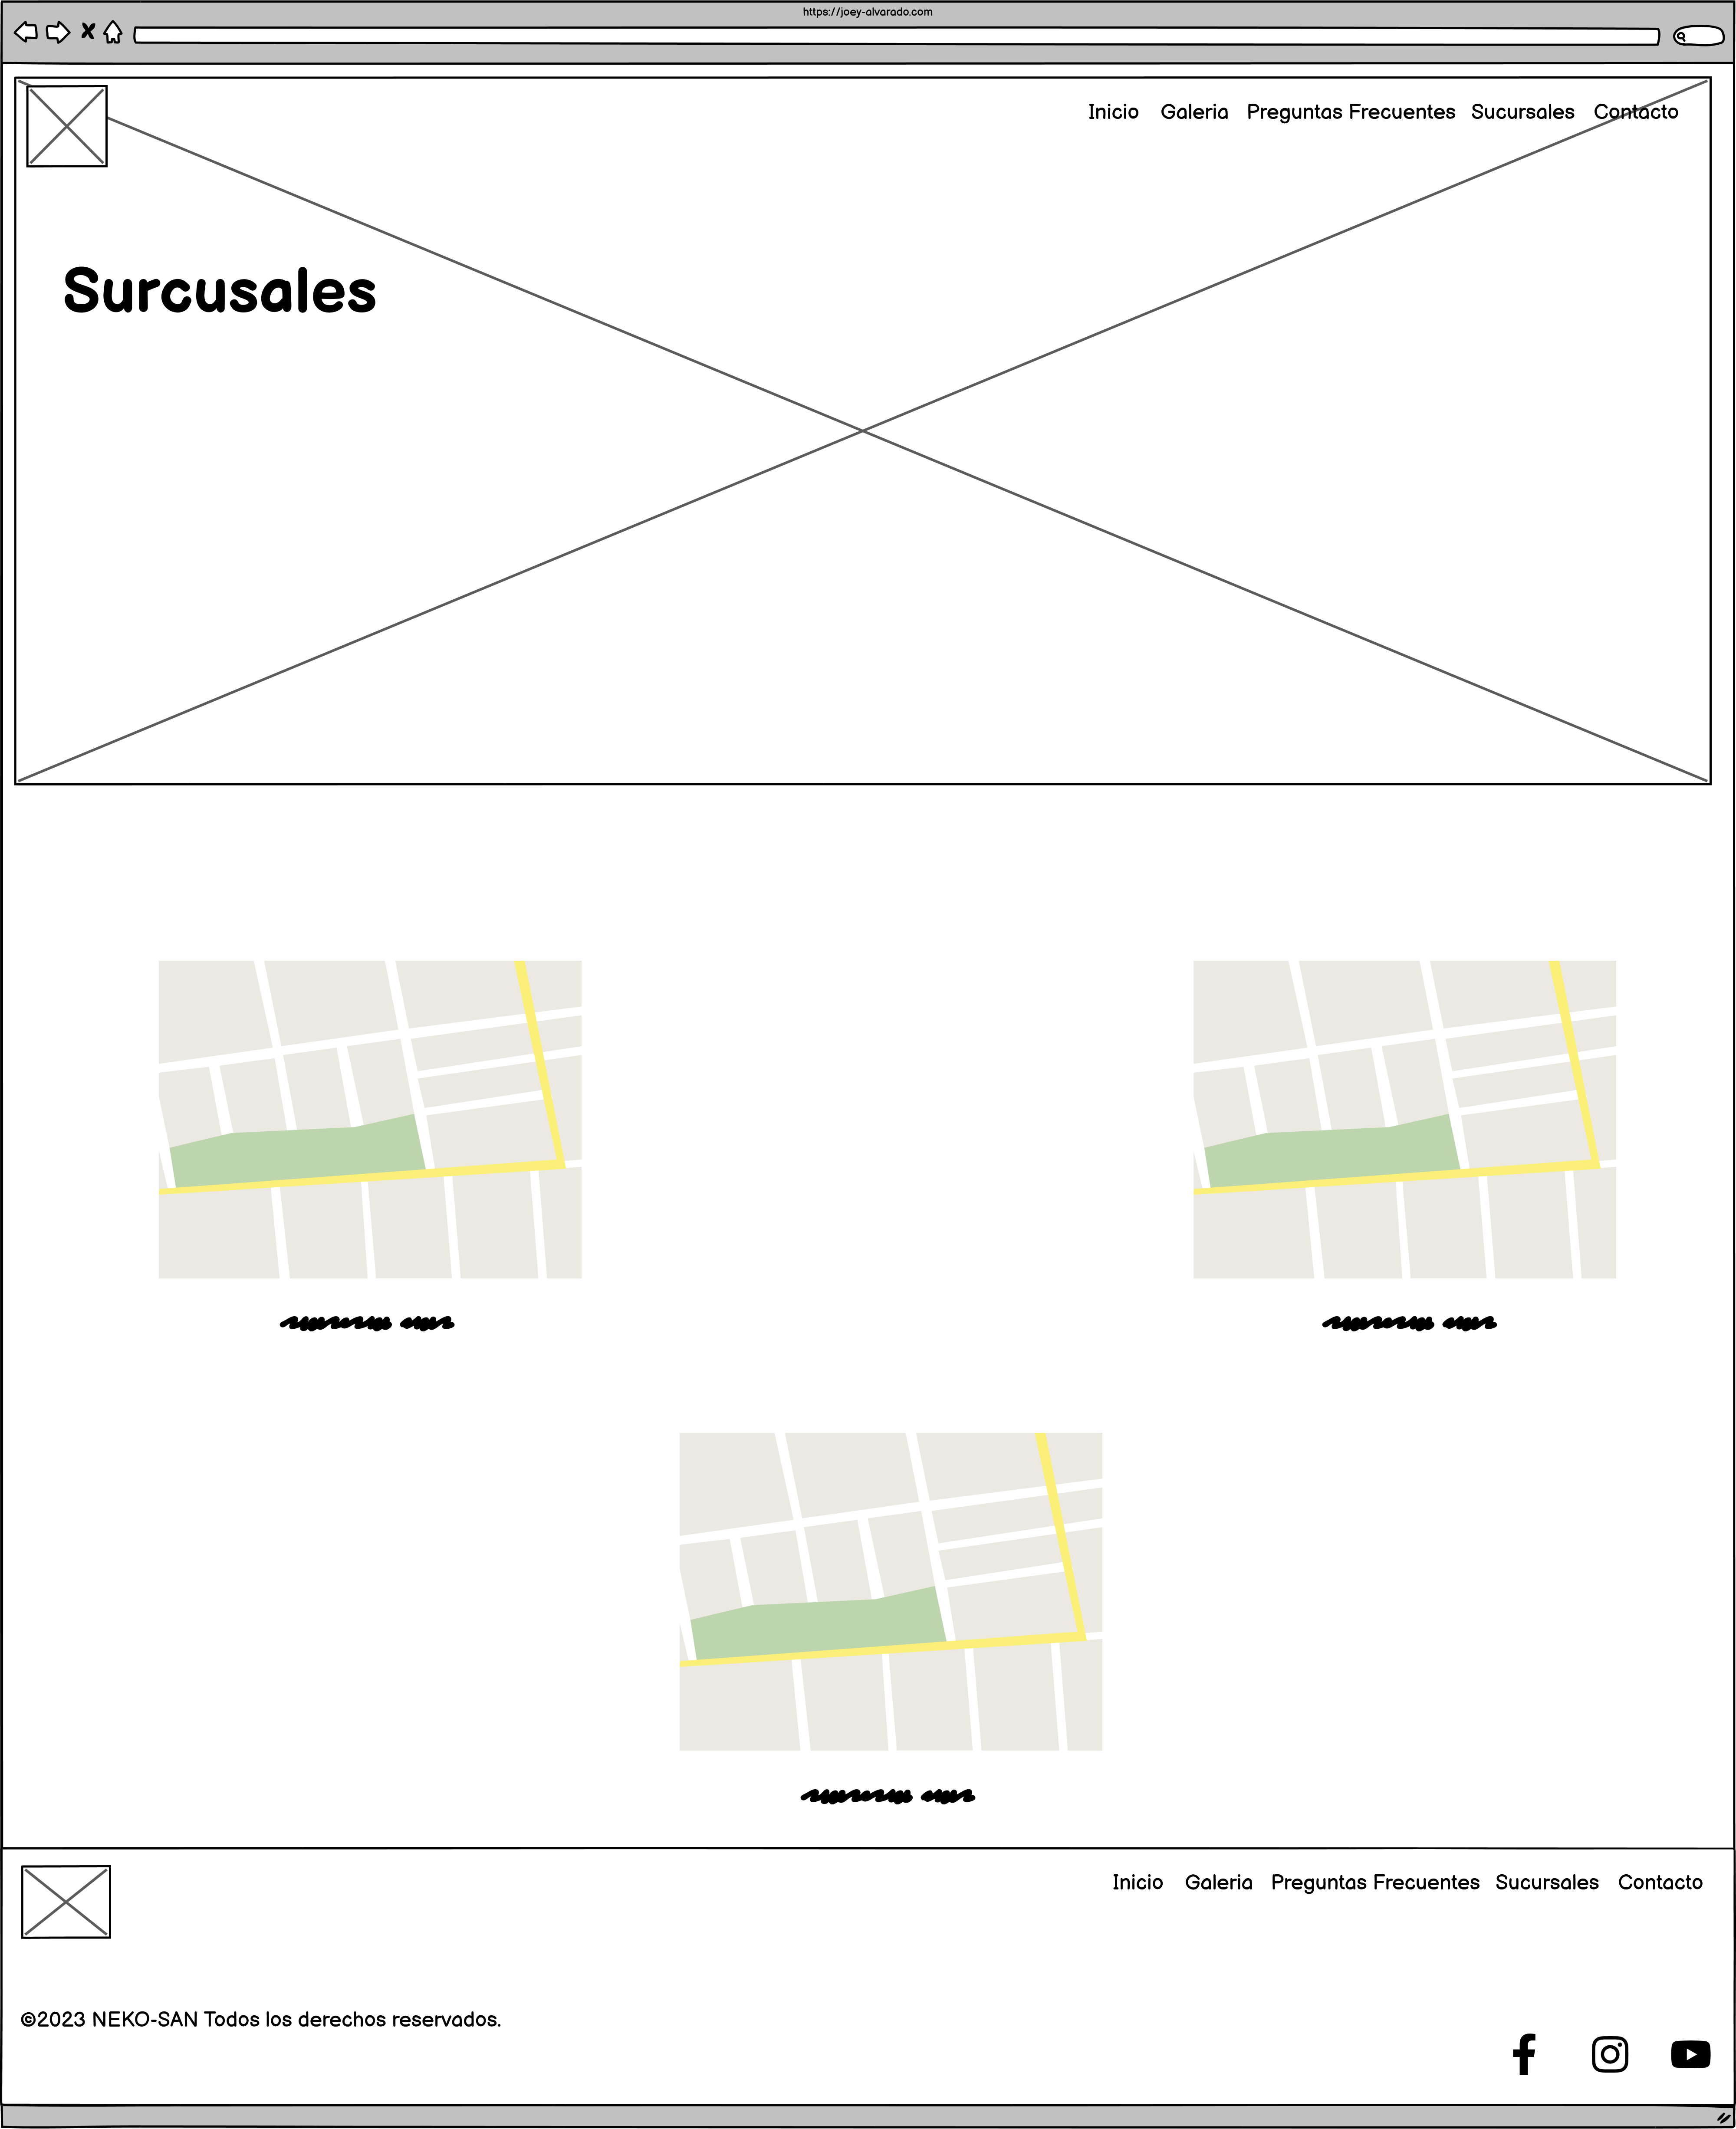 https://joey-alvarado.com
Inicio Galeria Preguntas Frecuentes Sucursales Contacto
Surcusales
Inicio Galeria Preguntas Frecuentes Sucursales Contacto
©2023 NEKO-SAN Todos los derechos reservados.